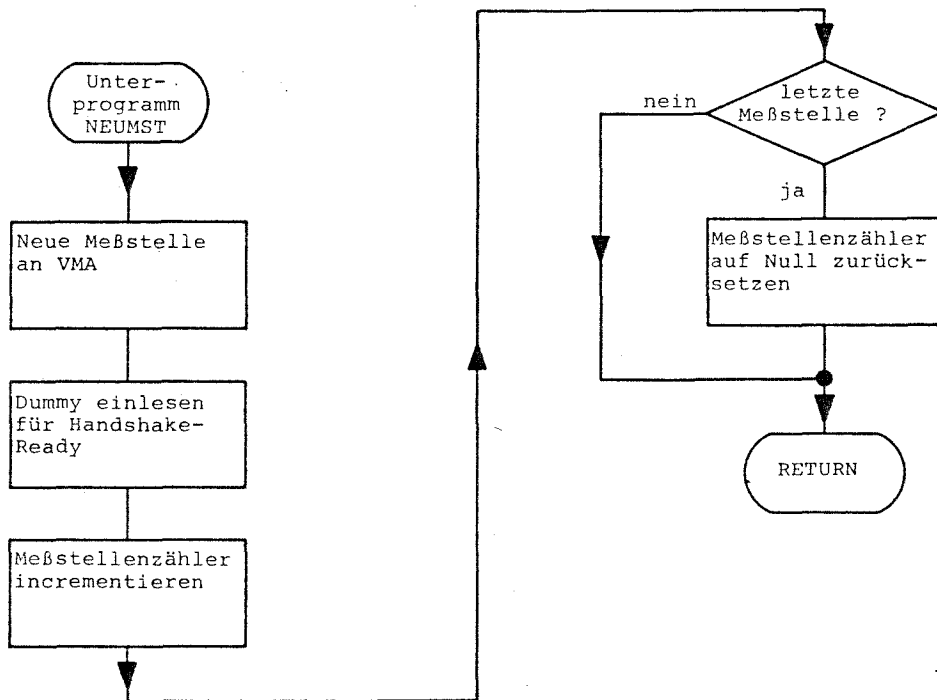 Unter-
programm
NEUMST
Neue Meßstelle
an VMA
Dummy einlesen
für Handshake-
Ready
Meßstellenzähler
incrementieren
letzte
Meßstelle ?
nein
ja
Meßstellenzähler
auf Null zurück-
setzen
RETURN